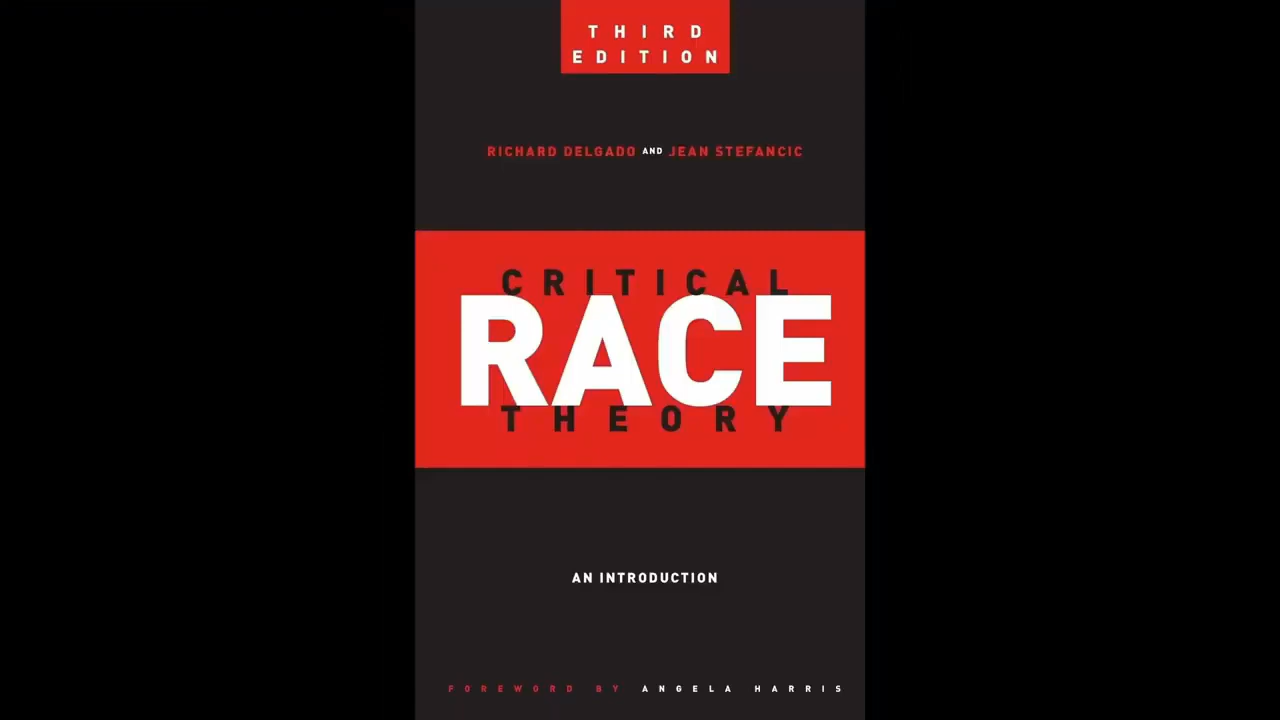 THIRD
EDITION
RICHARD DELGADO AND JEAN STEFANCIC
CRITICAL
RACE
THEORY
AN INTRODUCTION
FOREWORD BY ANGELA HARRIS